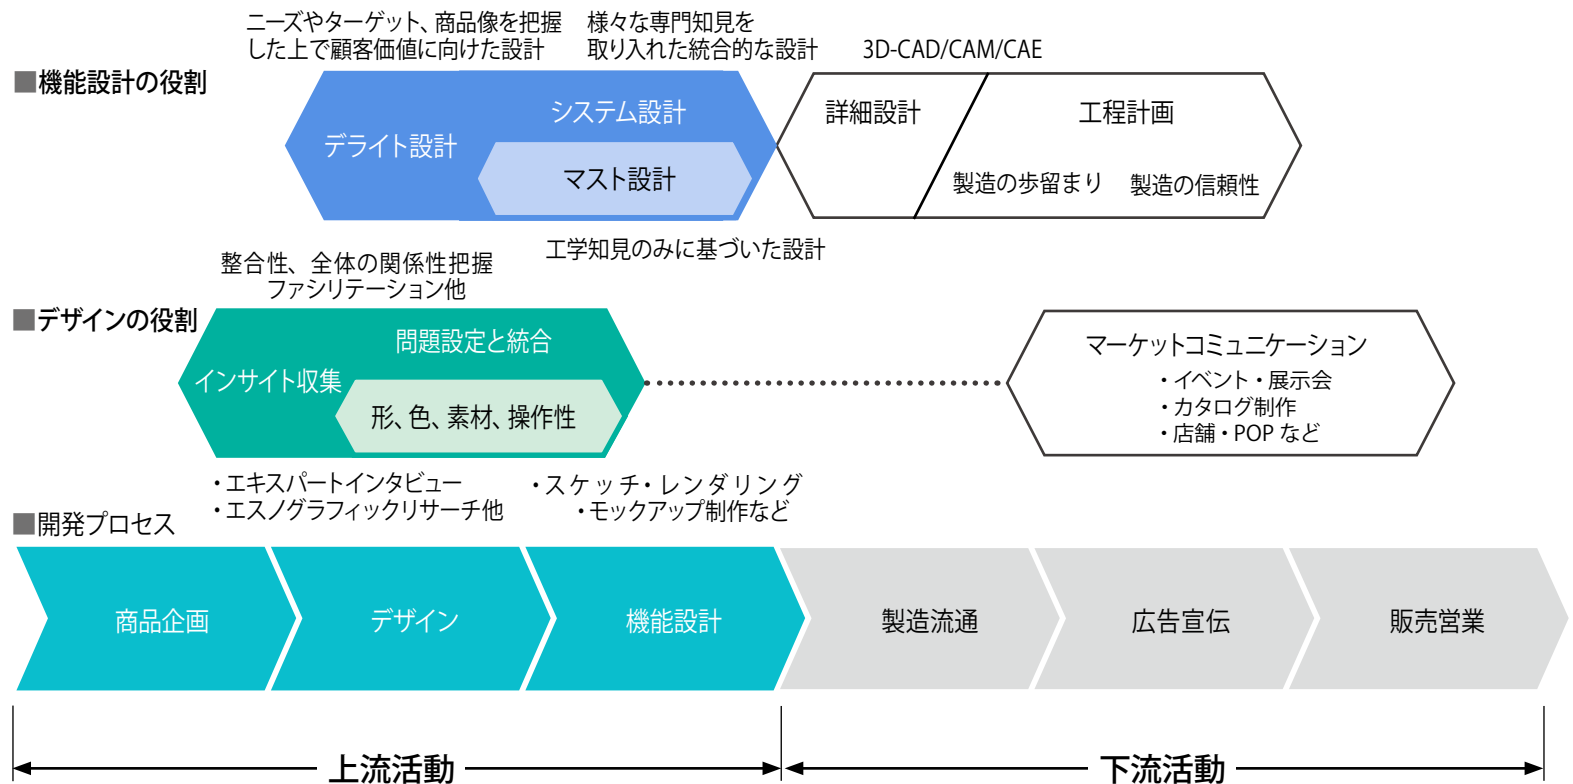 ニーズやターゲット、商品像を把握
した上で顧客価値に向けた設計
様々な専門知見を
取り入れた統合的な設計
3D-CAD/CAM/CAE
■機能設計の役割
デライト設計
システム設計
マスト設計
詳細設計
工程計画
製造の歩留まり
製造の信頼性
工学知見のみに基づいた設計
整合性、全体の関係性把握
ファシリテーション他
■デザインの役割
インサイト収集
問題設定と統合
形、色、素材、操作性
マーケットコミュニケーション
・イベント・展示会
・カタログ制作
・店舗・POP など
・エキスパートインタビュー
・エスノグラフィックリサーチ他
・スケッチ・レンダリング
・モックアップ制作など
■開発プロセス
商品企画
デザイン
機能設計
製造流通
広告宣伝
販売営業
上流活動
下流活動